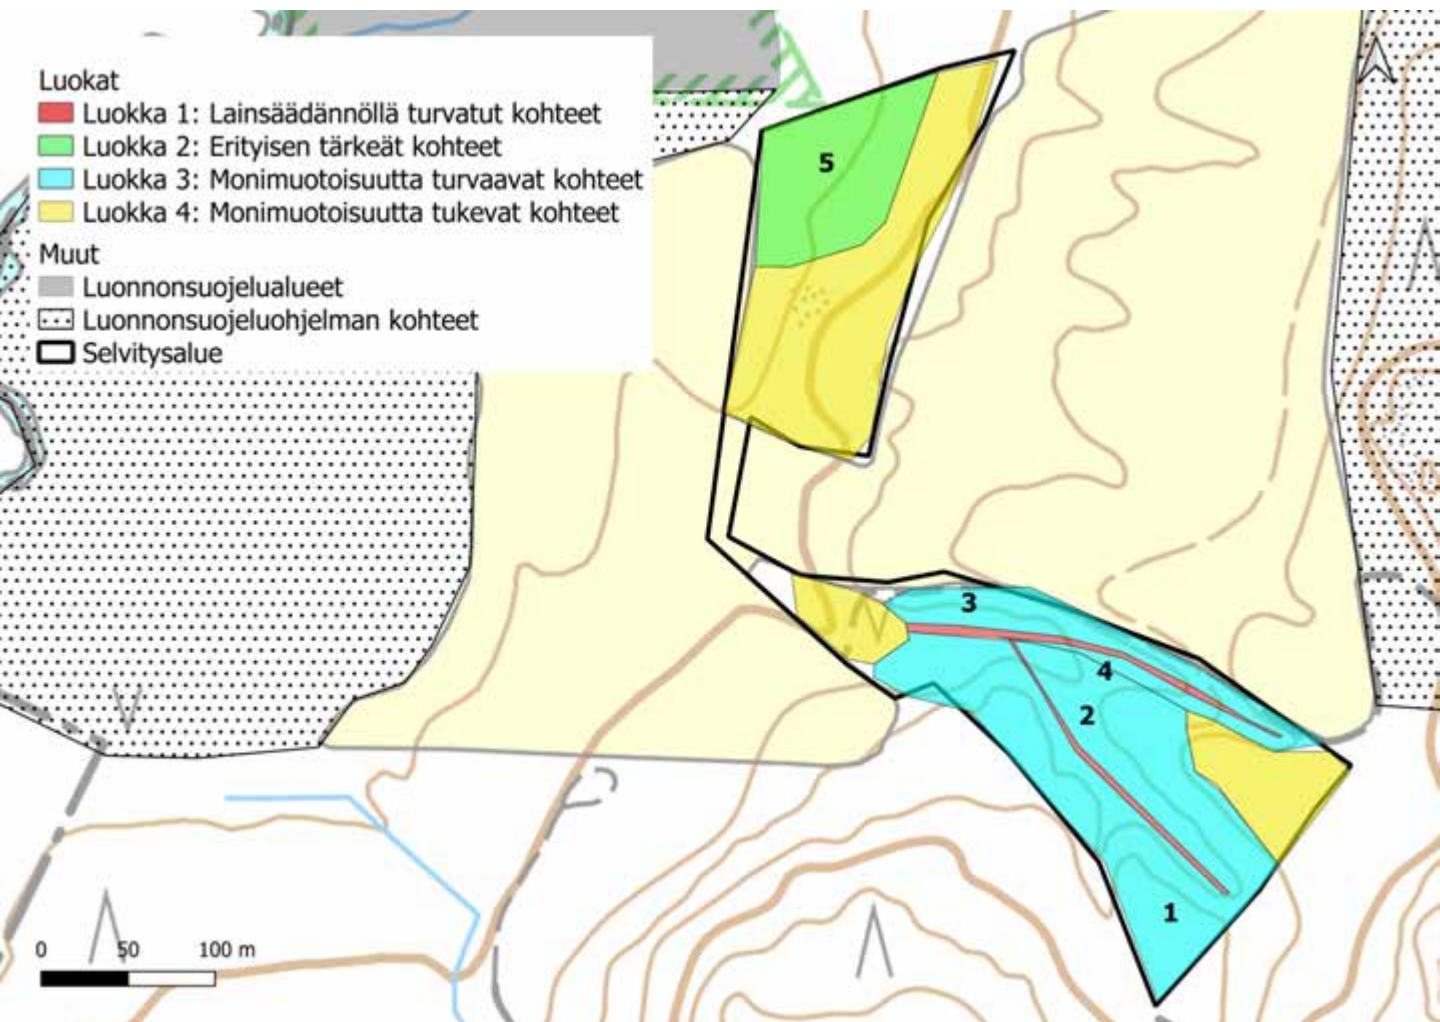 Luokat
Luokka 1: Lainsäädännöllä turvatut kohteet
Luokka 2: Erityisen tärkeät kohteet
Luokka 3: Monimuotoisuutta turvaavat kohteet
Luokka 4: Monimuotoisuutta tukevat kohteet
Muut
Luonnonsuojelualueet
Luonnonsuojeluohjelman kohteet
Selvitysalue
5
3
4
2
1
0 50 100 m